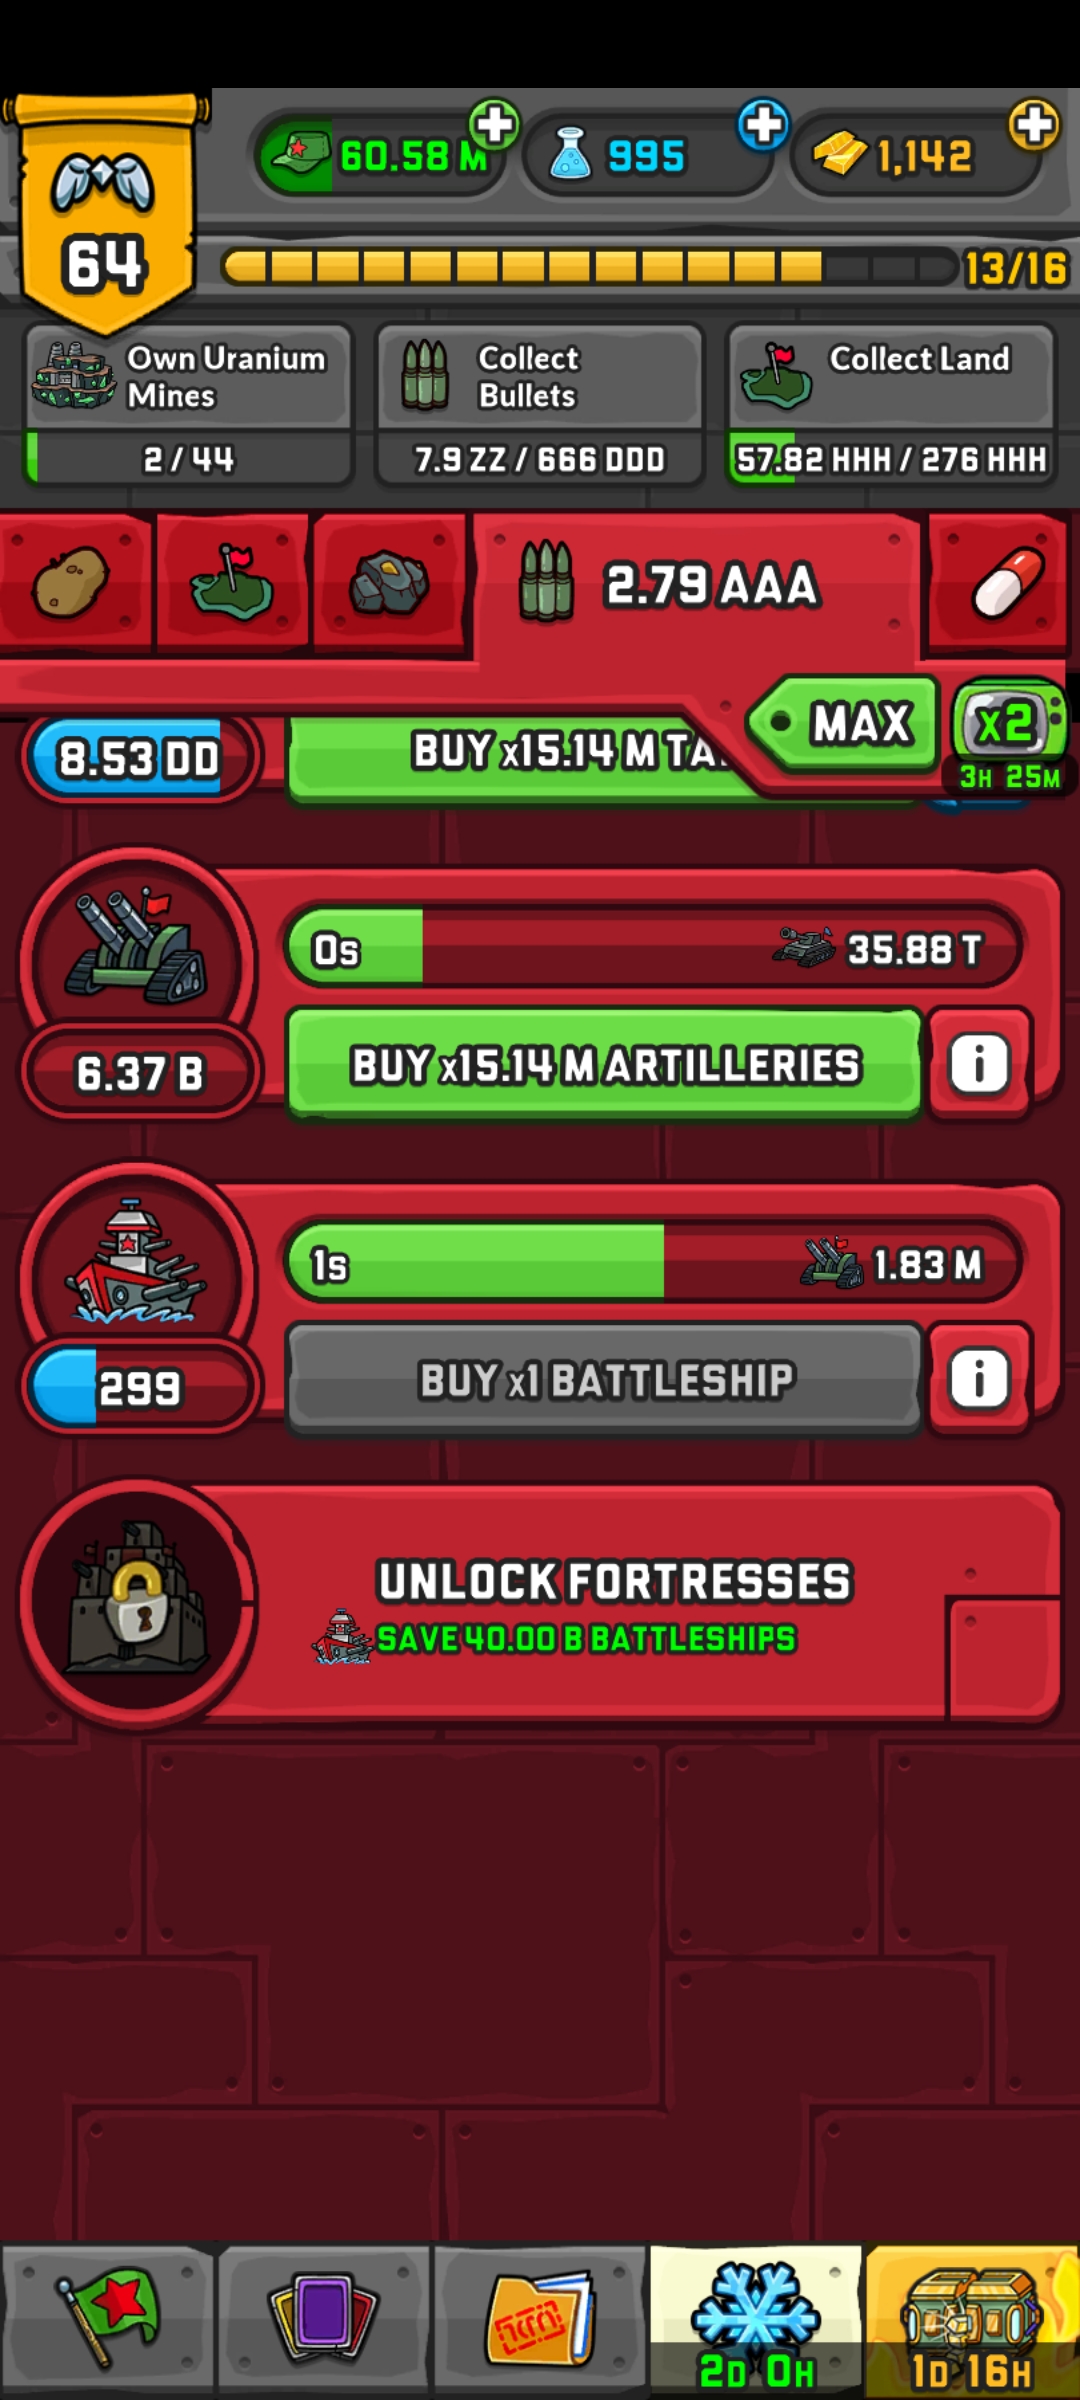 60.58 M
995
1,142
64
13/16
Own Uranium
Mines
2 / 44
Collect
Bullets
7.9 ZZ / 666 DDD
Collect Land
57.82 HHH / 276 HHH
2.79 AAA
MAX
x2
3H 25M
8.53 DD
BUY x15.14 M TA
0s
35.88 T
6.37 B
BUY x15.14 M ARTILLERIES
i
1s
1.83 M
299
BUY x1 BATTLESHIP
i
UNLOCK FORTRESSES
SAVE 40.00 B BATTLESHIPS
2D 0H
1D 16H